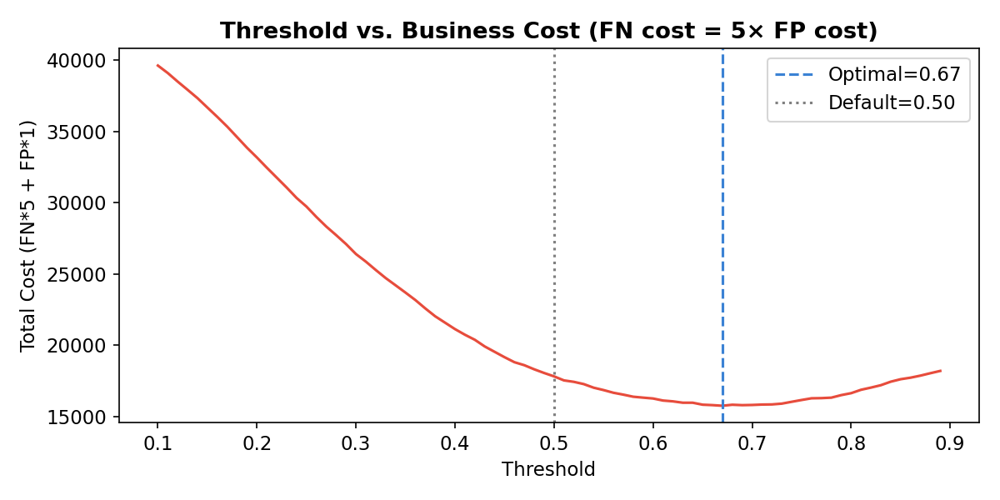 Threshold vs. Business Cost (FN cost = 5× FP cost)
Total Cost (FN*5 + FP*1)
40000
35000
30000
25000
20000
15000
Optimal=0.67
Default=0.50
0.1 0.2 0.3 0.4 0.5 0.6 0.7 0.8 0.9
Threshold